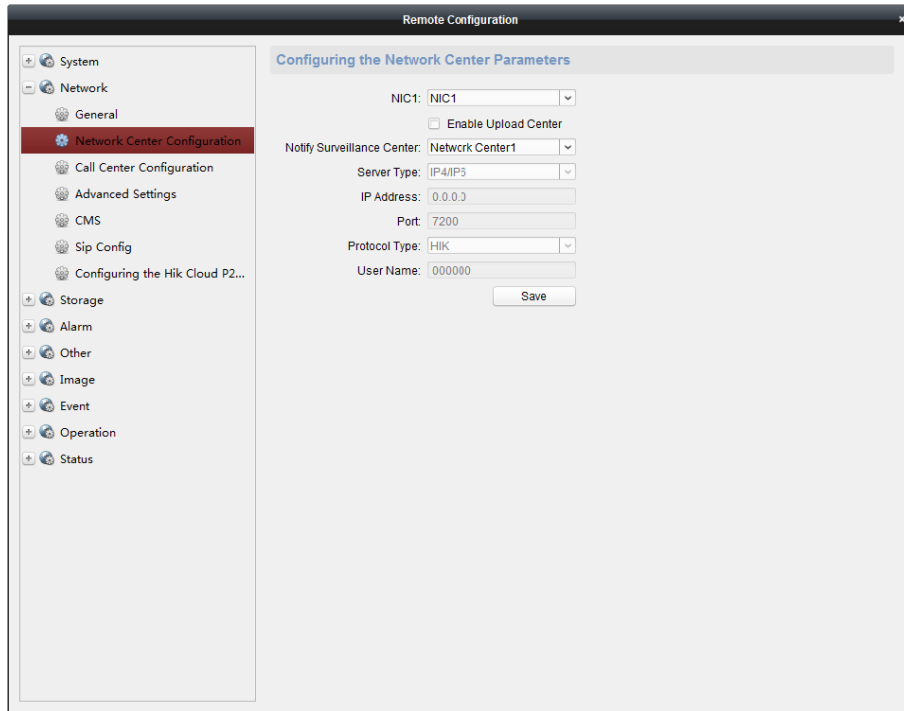 Remote Configuration
×
System
Network
General
Network Center Configuration
Call Center Configuration
Advanced Settings
CMS
Sip Config
Configuring the Hik Cloud P2...
Storage
Alarm
Other
Image
Event
Operation
Status
Configuring the Network Center Parameters
NIC1: NIC1
Enable Upload Center
Notify Surveillance Center: Network Center1
Server Type: IP4/IP6
IP Address: 0.0.0.0
Port: 7200
Protocol Type: HIK
User Name: 000000
Save